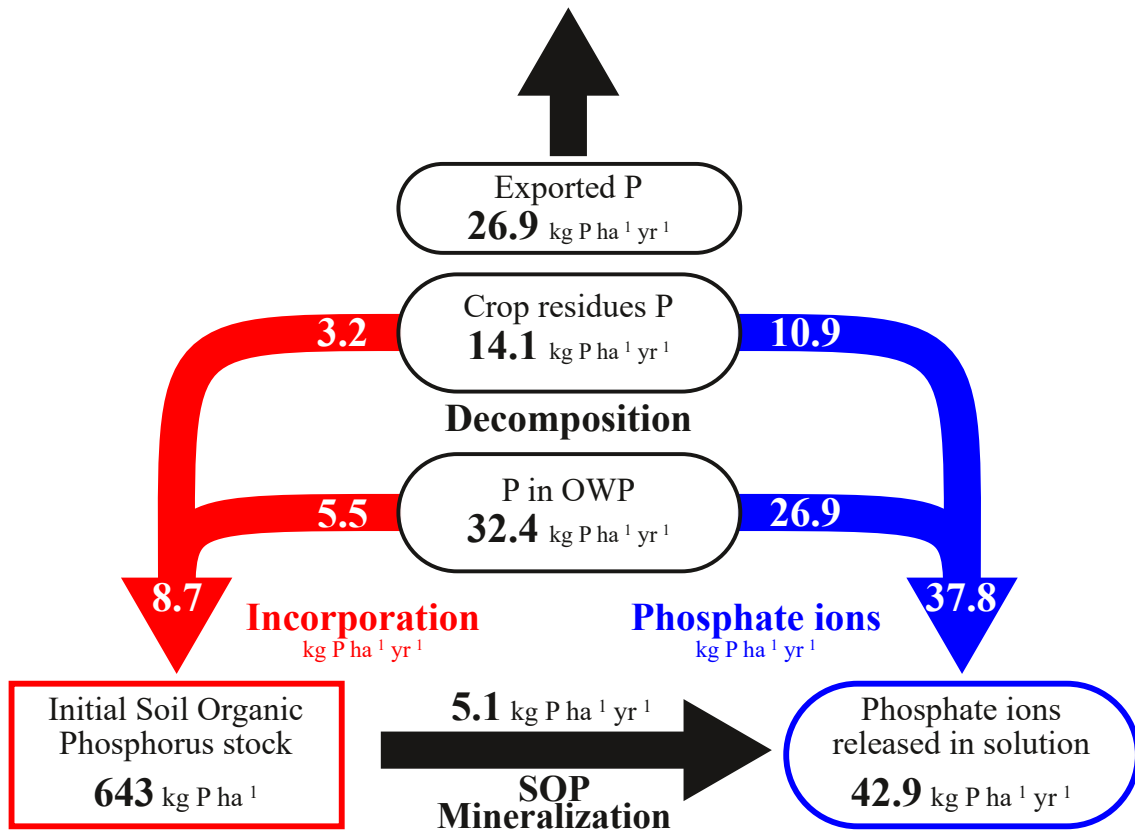 Exported P
26.9 kg P ha 1 yr 1
Crop residues P
3.2
14.1 kg P ha 1 yr 1
10.9
Decomposition
P in OWP
5.5
32.4 kg P ha 1 yr 1
26.9
8.7
37.8
Incorporation
kg P ha 1 yr 1
Phosphate ions
kg P ha 1 yr 1
Initial Soil Organic
Phosphorus stock
643 kg P ha 1
5.1 kg P ha 1 yr 1
SOP
Mineralization
Phosphate ions
released in solution
42.9 kg P ha 1 yr 1